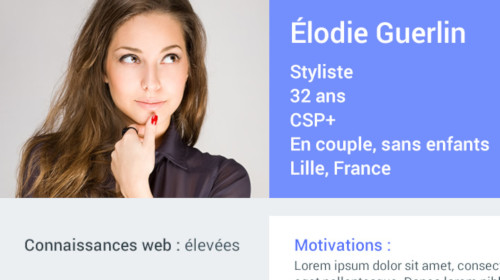 Élodie Guerlin
Styliste
32 ans
CSP+
En couple, sans enfants
Lille, France
Connaissances web : élevées
Motivations :
Lorem ipsum dolor sit amet, consec